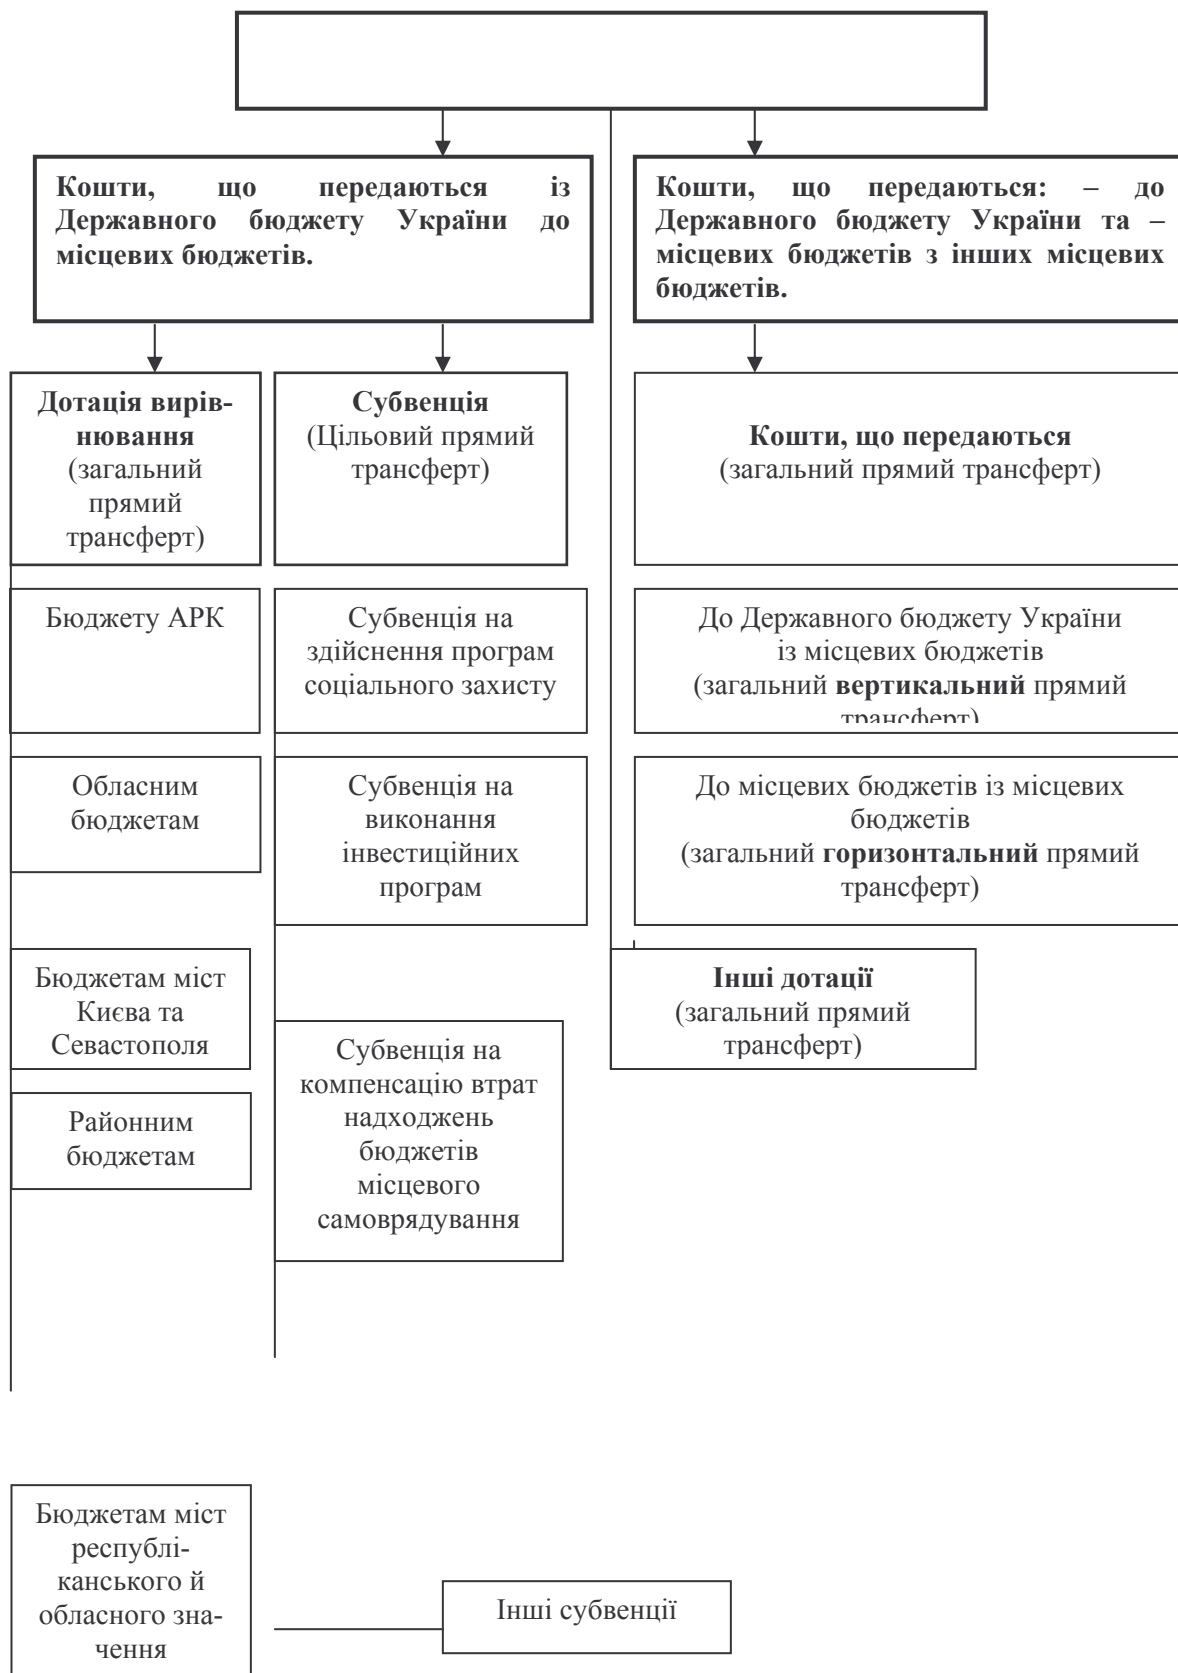 Кошти, що передаються із
Державного бюджету України до
місцевих бюджетів.
Кошти, що передаються: – до
Державного бюджету України та –
місцевих бюджетів з інших місцевих
бюджетів.
Дотація вирів-
нювання
(загальний
прямий
трансферт)
Субвенція
(Цільовий прямий
трансферт)
Кошти, що передаються
(загальний прямий трансферт)
Бюджету АРК
Субвенція на
здійснення програм
соціального захисту
До Державного бюджету України
із місцевих бюджетів
(загальний вертикальний прямий
трансферт)
Обласним
бюджетам
Субвенція на
виконання
інвестиційних
програм
До місцевих бюджетів із місцевих
бюджетів
(загальний горизонтальний прямий
трансферт)
Бюджетам міст
Києва та
Севастополя
Інші дотації
(загальний прямий
трансферт)
Субвенція на
компенсацію втрат
надходжень
бюджетів
місцевого
самоврядування
Районним
бюджетам
Бюджетам міст
республі-
канського й
обласного зна-
чення
Інші субвенції